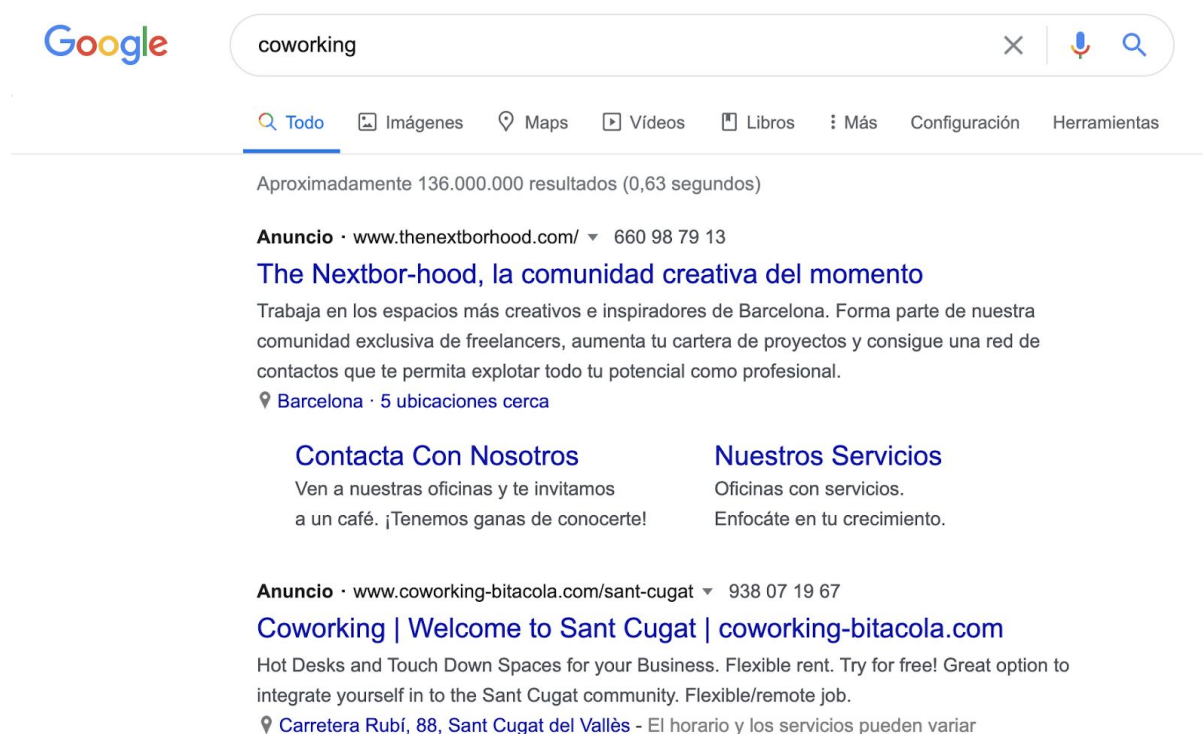 Google
coworking
Todo Imágenes Maps Vídeos Libros Más Configuración Herramientas
Aproximadamente 136.000.000 resultados (0,63 segundos)
Anuncio · www.thenextborhood.com/ 660 98 79 13
The Nextbor-hood, la comunidad creativa del momento
Trabaja en los espacios más creativos e inspiradores de Barcelona. Forma parte de nuestra
comunidad exclusiva de freelancers, aumenta tu cartera de proyectos y consigue una red de
contactos que te permita explotar todo tu potencial como profesional.
Barcelona · 5 ubicaciones cerca
Contacta Con Nosotros
Ven a nuestras oficinas y te invitamos
a un café. ¡Tenemos ganas de conocerte!
Nuestros Servicios
Oficinas con servicios.
Enfocáte en tu crecimiento.
Anuncio · www.coworking-bitacola.com/sant-cugat 938 07 19 67
Coworking | Welcome to Sant Cugat | coworking-bitacola.com
Hot Desks and Touch Down Spaces for your Business. Flexible rent. Try for free! Great option to
integrate yourself in to the Sant Cugat community. Flexible/remote job.
Carretera Rubí, 88, Sant Cugat del Vallès - El horario y los servicios pueden variar